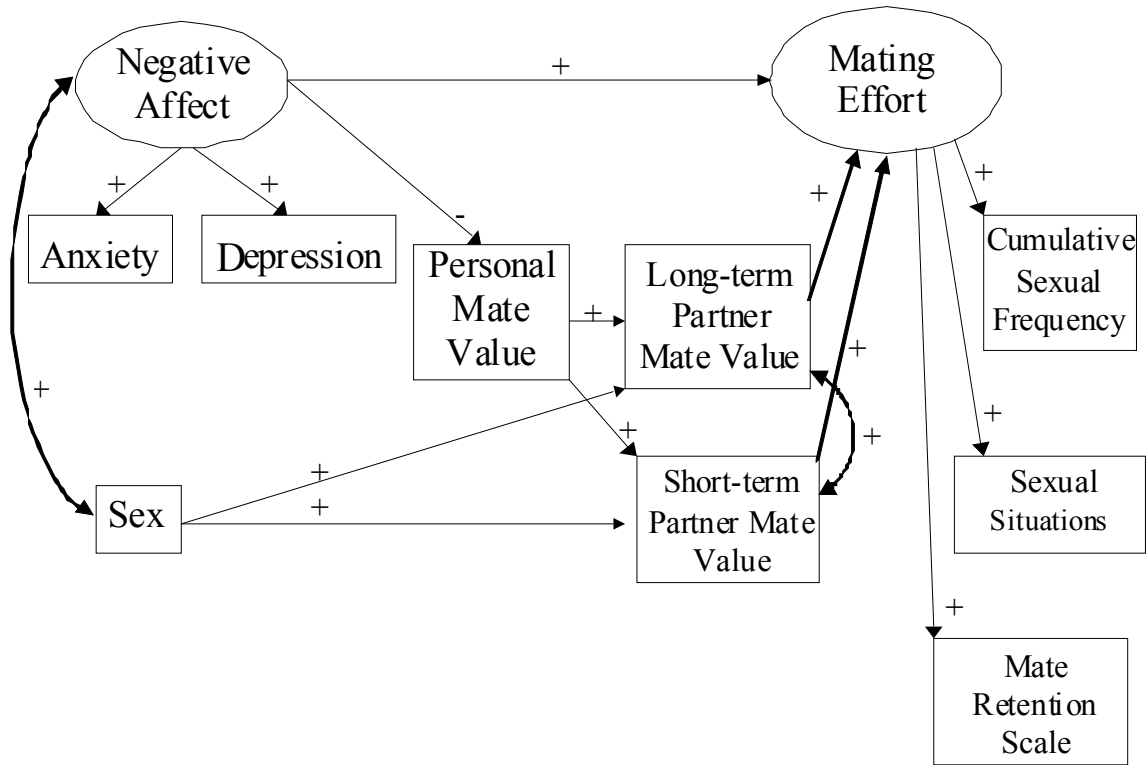 Negative
Affect
+
Mating
Effort
+
+
-
+
+
Anxiety
Depression
Personal
Mate
Value
+
Long-term
Partner
Mate Value
Cumulative
Sexual
Frequency
+
+
+
+
+
+
+
Sex
Short-term
Partner Mate
Value
Sexual
Situations
+
Mate
Retention
Scale